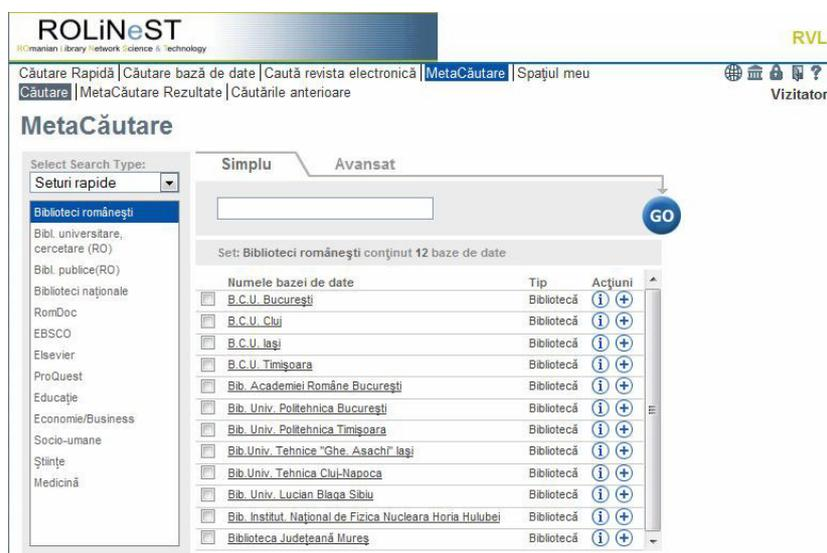 ROLiNeST
ROmanian Library Network Science & Technology
RVL
Căutare Rapidă | Căutare bază de date | Caută revista electronică | MetaCăutare | Spaţiul meu
?
Căutare | MetaCăutare Rezultate | Căutările anterioare
Vizitator
MetaCăutare
Select Search Type:
Seturi rapide
Biblioteci româneşti
Bibl. universitare,
cercetare (RO)
Bibl. publice(RO)
Biblioteci naţionale
RomDoc
EBSCO
Elsevier
ProQuest
Educaţie
Economie/Business
Socio-umane
Ştiinţe
Medicină
Simplu Avansat
GO
Set: Biblioteci româneşti conţinut 12 baze de date
Numele bazei de date Tip Acţiuni
B.C.U. Bucureşti Bibliotecă
B.C.U. Cluj Bibliotecă
B.C.U. Iaşi Bibliotecă
B.C.U. Timişoara Bibliotecă
Bib. Academiei Române Bucureşti Bibliotecă
Bib. Univ. Politehnica Bucureşti Bibliotecă
Bib. Univ. Politehnica Timişoara Bibliotecă
Bib.Univ. Tehnice "Ghe. Asachi" Iaşi Bibliotecă
Bib.Univ. Tehnica Cluj-Napoca Bibliotecă
Bib. Univ. Lucian Blaga Sibiu Bibliotecă
Bib. Institut. Naţional de Fizica Nucleara Horia Hulubei Bibliotecă
Biblioteca Judeţeană Mureş Bibliotecă